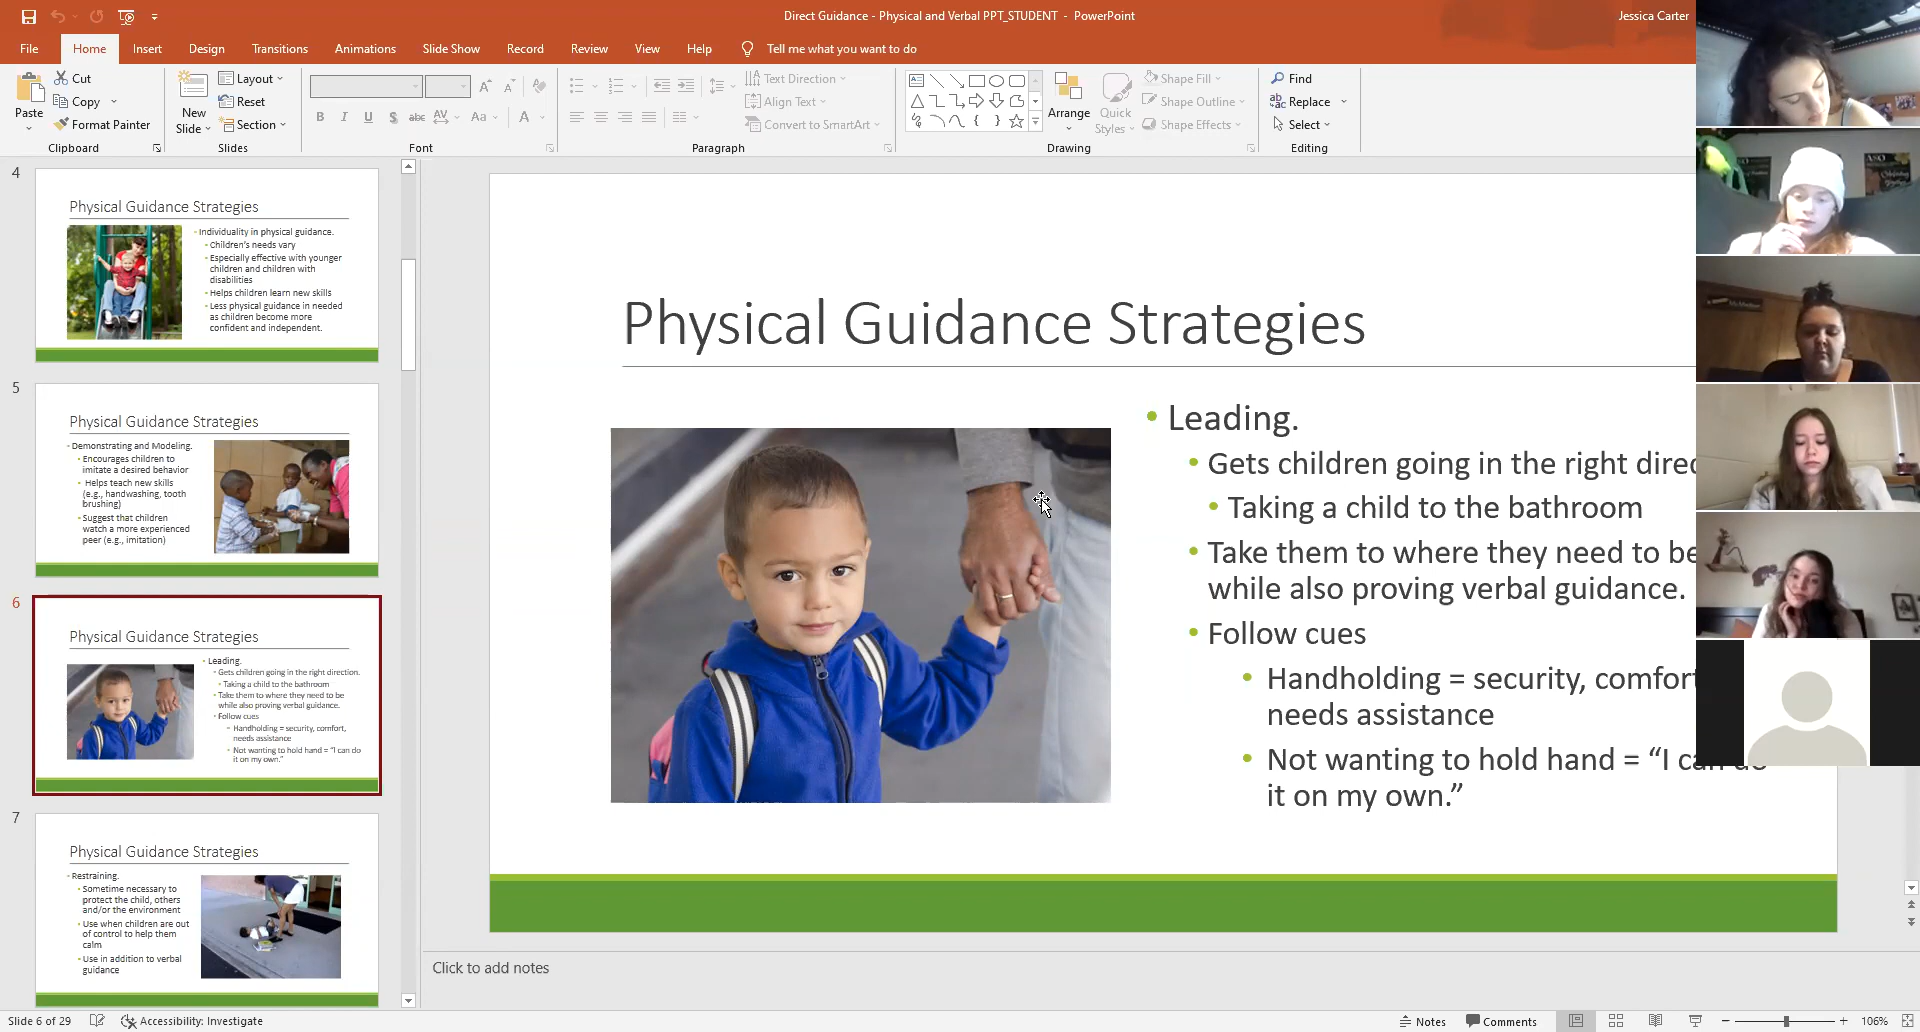 Direct Guidance - Physical and Verbal PPT_STUDENT - PowerPoint
Jessica Carter
File Home Insert Design Transitions Animations Slide Show Record Review View Help Tell me what you want to do
Paste
Cut
Copy
Format Painter
Clipboard
New
Slide
Layout
Reset
Section
Slides
B I U S abc AV Aa A
Font
Text Direction
Align Text
Convert to SmartArt
Paragraph
Arrange
Quick
Styles
Shape Fill
Shape Outline
Shape Effects
Drawing
Find
Replace
Select
Editing
4
Physical Guidance Strategies
Individuality in physical guidance.
Children's needs vary
Especially effective with younger
children and children with
disabilities
Helps children learn new skills
Less physical guidance in needed
as children become more
confident and independent.
5
Physical Guidance Strategies
Demonstrating and Modeling.
Encourages children to
imitate a desired behavior
Helps teach new skills
(e.g., handwashing, tooth
brushing)
Suggest that children
watch a more experienced
peer (e.g., imitation)
6
Physical Guidance Strategies
Leading.
Gets children going in the right direction.
Taking a child to the bathroom
Take them to where they need to be
while also proving verbal guidance.
Follow cues
Handholding = security, comfort,
needs assistance
Not wanting to hold hand = "I can do
it on my own."
7
Physical Guidance Strategies
Restraining.
Sometime necessary to
protect the child, others
and/or the environment
Use when children are out
of control to help them
calm
Use in addition to verbal
guidance
Physical Guidance Strategies
• Leading.
• Gets children going in the right direc
• Taking a child to the bathroom
• Take them to where they need to be
while also proving verbal guidance.
• Follow cues
• Handholding = security, comfort
needs assistance
• Not wanting to hold hand = “I can do
it on my own.”
ASO
Click to add notes
Slide 6 of 29
Accessibility: Investigate
Notes
Comments
106%